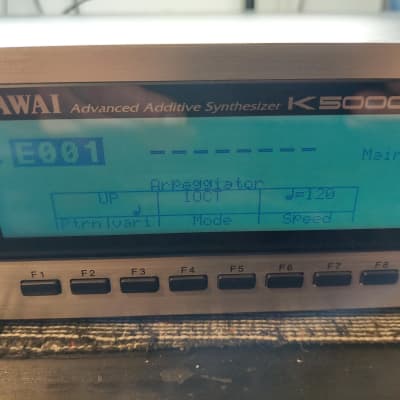 AWAI Advanced Additive Synthesizer K5000
E001 -------- Main
Arpeggiator
UP 1OCT ♩=120
Ptrn vari Mode Speed
F1 F2 F3 F4 F5 F6 F7 F8